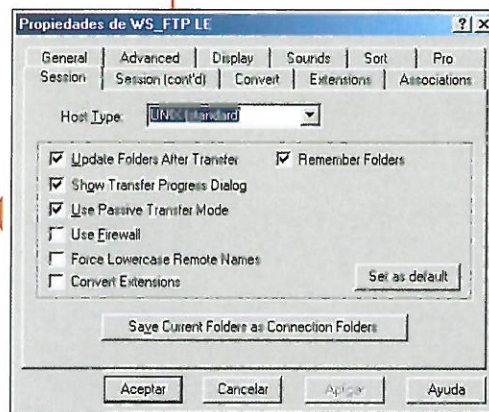 Propiedades de WS_FTP LE
General Advanced Display Sounds Sort Pro
Session Session (cont'd) Convert Extensions Associations
Host Type: UNIX (standard)
Update Folders After Transfer Remember Folders
Show Transfer Progress Dialog
Use Passive Transfer Mode
Use Firewall
Force Lowercase Remote Names
Convert Extensions Set as default
Save Current Folders as Connection Folders
Aceptar Cancelar Aplicar Ayuda